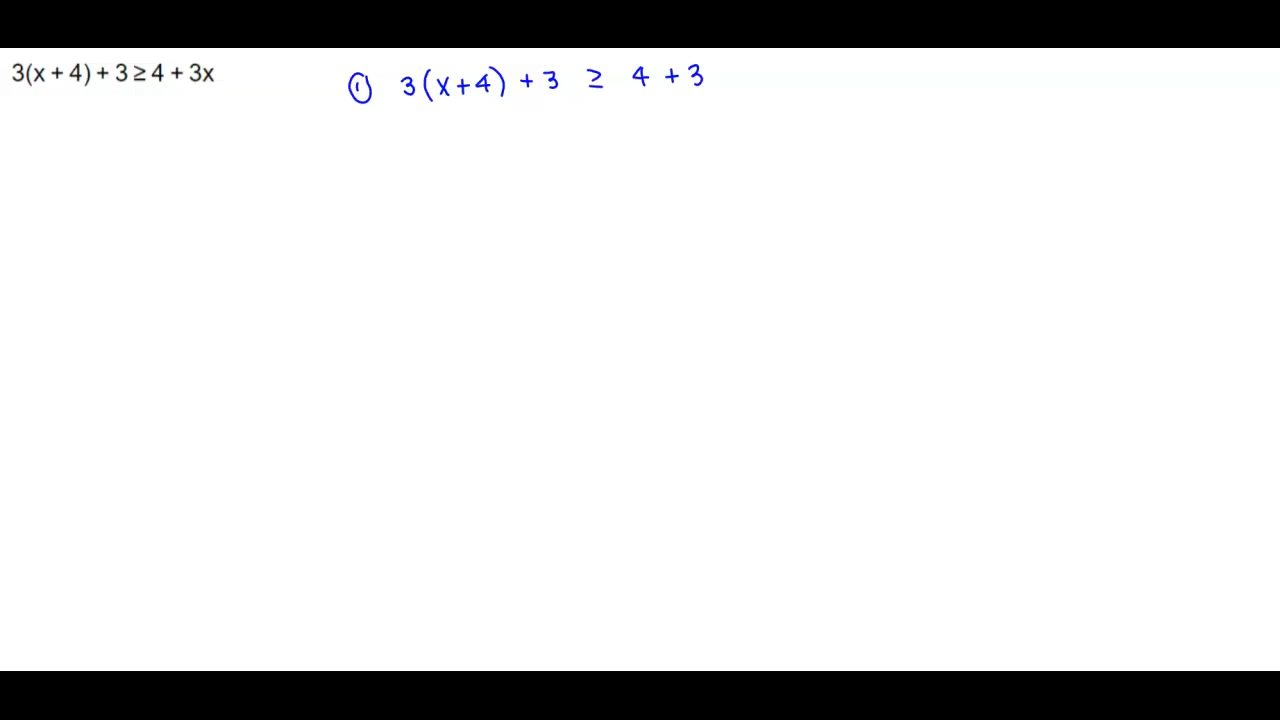 3(x + 4) + 3 ≥ 4 + 3x
① 3(x+4) + 3 ≥ 4 + 3